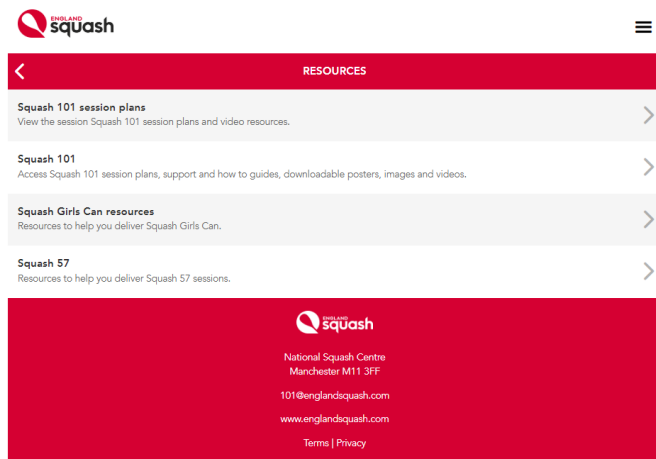 ENGLAND
squash
RESOURCES
Squash 101 session plans
View the session Squash 101 session plans and video resources.
Squash 101
Access Squash 101 session plans, support and how to guides, downloadable posters, images and videos.
Squash Girls Can resources
Resources to help you deliver Squash Girls Can.
Squash 57
Resources to help you deliver Squash 57 sessions.
ENGLAND
squash
National Squash Centre
Manchester M11 3FF
101@englandsquash.com
www.englandsquash.com
Terms | Privacy